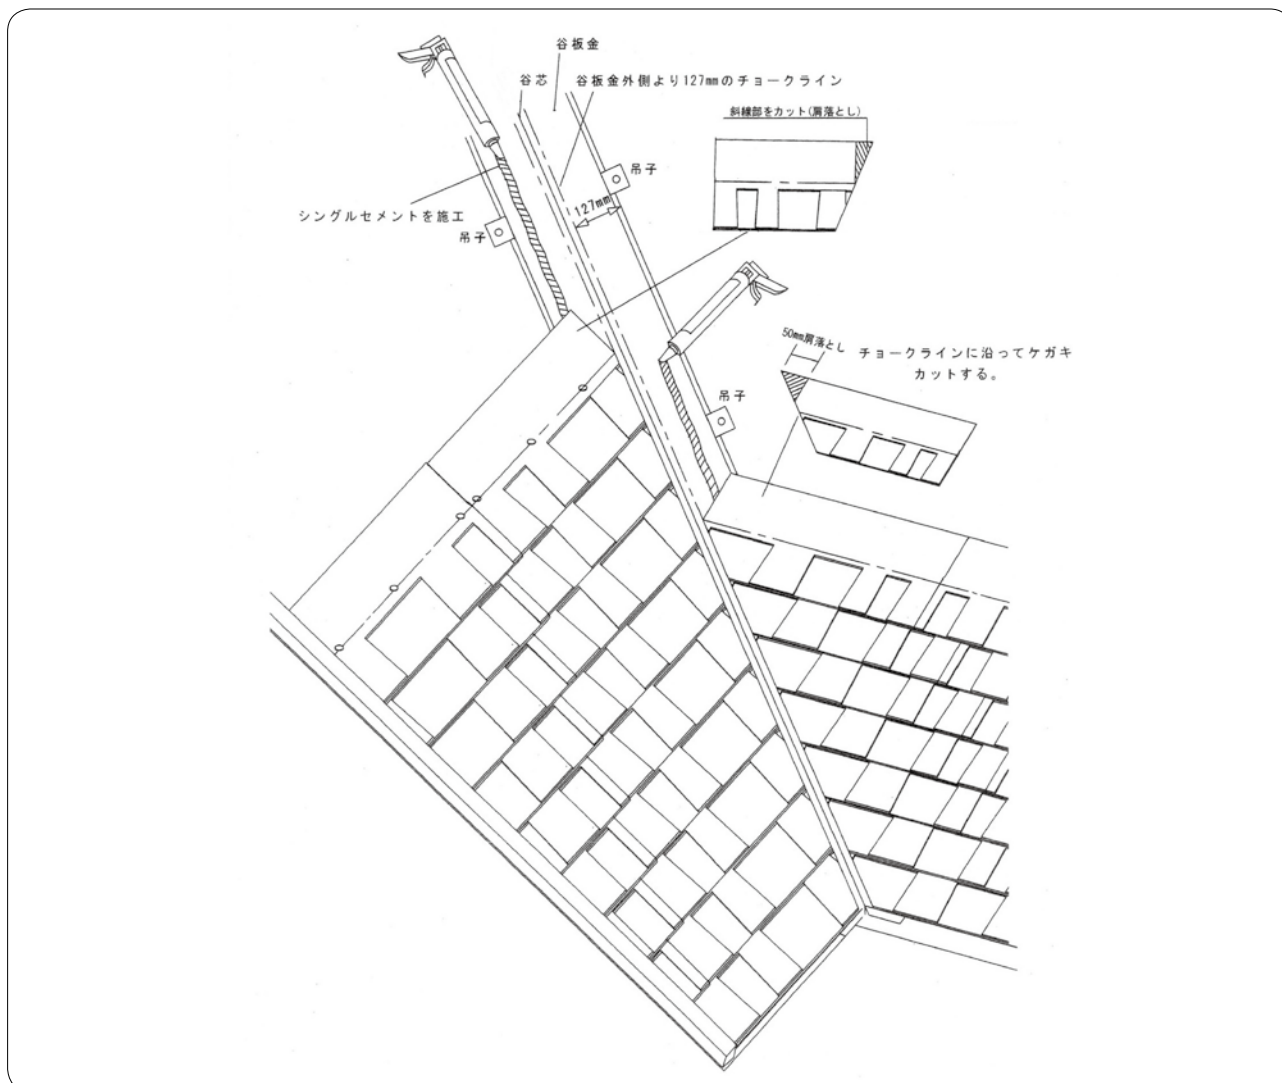 谷板金
谷芯
谷板金外側より127mmのチョークライン
斜線部をカット(肩落とし)
吊子
127mm
シングルセメントを施工
吊子
50mm肩落とし
チョークラインに沿ってケガキ
カットする。
吊子